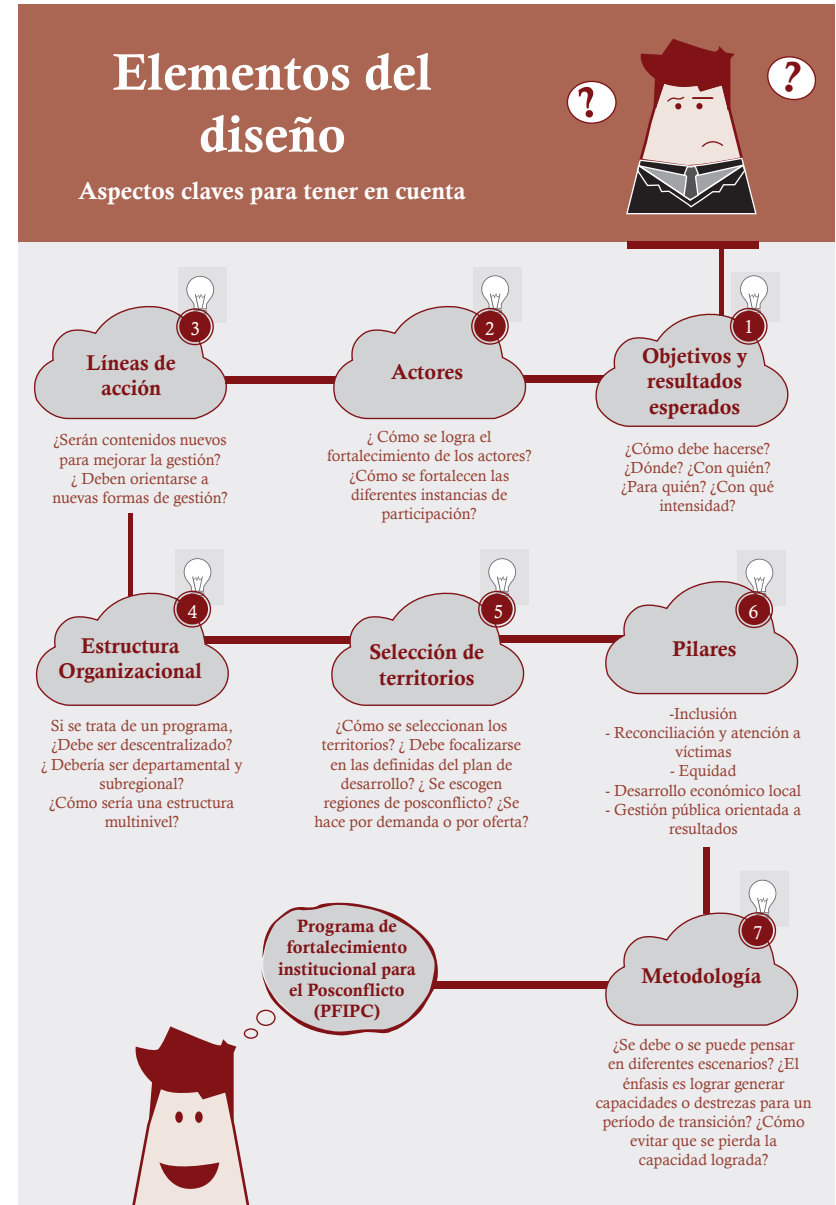 Elementos del
diseño
Aspectos claves para tener en cuenta
?
?
1
Objetivos y
resultados
esperados
¿Cómo debe hacerse?
¿Dónde? ¿Con quién?
¿Para quién? ¿Con qué
intensidad?
2
Actores
¿ Cómo se logra el
fortalecimiento de los actores?
¿Cómo se fortalecen las
diferentes instancias de
participación?
3
Líneas de
acción
¿Serán contenidos nuevos
para mejorar la gestión?
¿ Deben orientarse a
nuevas formas de gestión?
4
Estructura
Organizacional
Si se trata de un programa,
¿Debe ser descentralizado?
¿ Debería ser departamental y
subregional?
¿Cómo sería una estructura
multinivel?
5
Selección de
territorios
¿Cómo se seleccionan los
territorios? ¿ Debe focalizarse
en las definidas del plan de
desarrollo? ¿ Se escogen
regiones de posconflicto? ¿Se
hace por demanda o por oferta?
6
Pilares
-Inclusión
- Reconciliación y atención a
víctimas
- Equidad
- Desarrollo económico local
- Gestión pública orientada a
resultados
7
Metodología
¿Se debe o se puede pensar
en diferentes escenarios? ¿El
énfasis es lograr generar
capacidades o destrezas para un
período de transición? ¿Cómo
evitar que se pierda la
capacidad lograda?
Programa de
fortalecimiento
institucional para
el Posconflicto
(PFIPC)